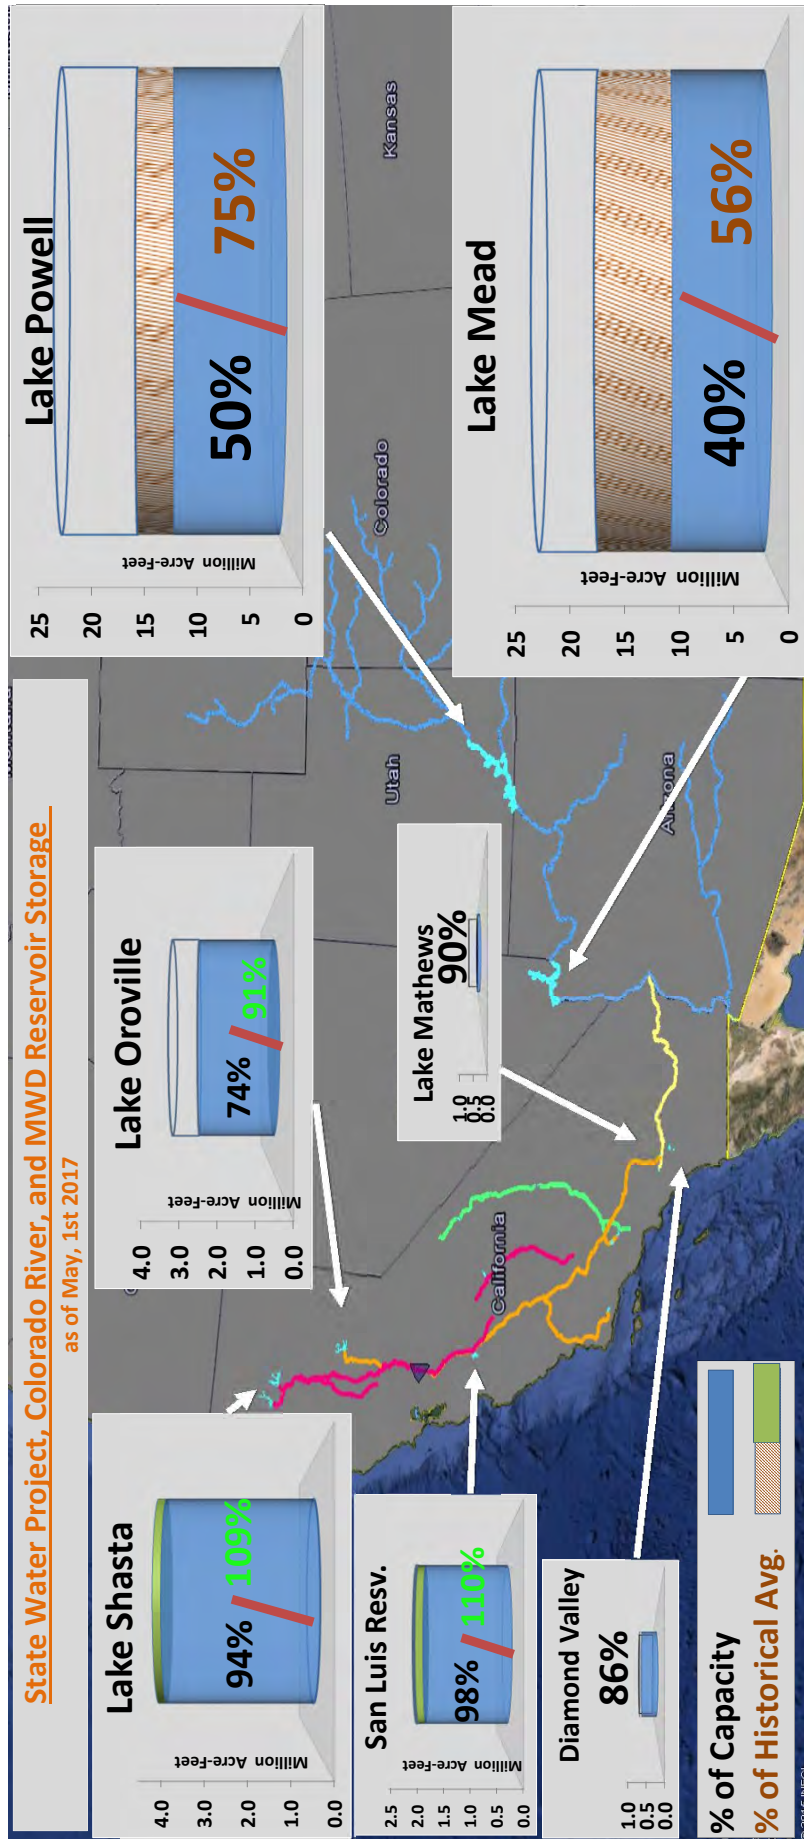 State Water Project, Colorado River, and MWD Reservoir Storage
as of May, 1st 2017
Lake Shasta
Million Acre-Feet
4.0
3.0
2.0
1.0
0.0
94%
109%
Lake Oroville
Million Acre-Feet
4.0
3.0
2.0
1.0
0.0
74%
91%
Lake Powell
Million Acre-Feet
25
20
15
10
5
0
50%
75%
San Luis Resv.
Million Acre-Feet
2.5
2.0
1.5
1.0
0.5
0.0
98%
110%
Lake Mathews
1.0
0.5
0.0
90%
Lake Mead
Million Acre-Feet
25
20
15
10
5
0
40%
56%
Diamond Valley
1.0
0.5
0.0
86%
California
Utah
Colorado
Kansas
Arizona
% of Capacity
% of Historical Avg.